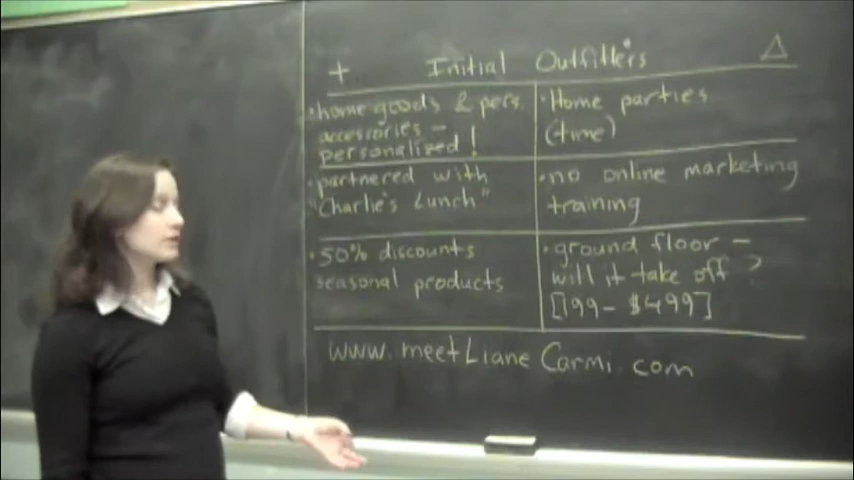 + Initial Outfitters Δ
• home goods & pers.
accessories –
personalized!
• Home parties
(time)
• partnered with
"Charlie's Lunch"
• no online marketing
training
• 50% discounts
seasonal products
• ground floor –
will it take off?
[199 - $499]
www.meetLianeCarmi.com